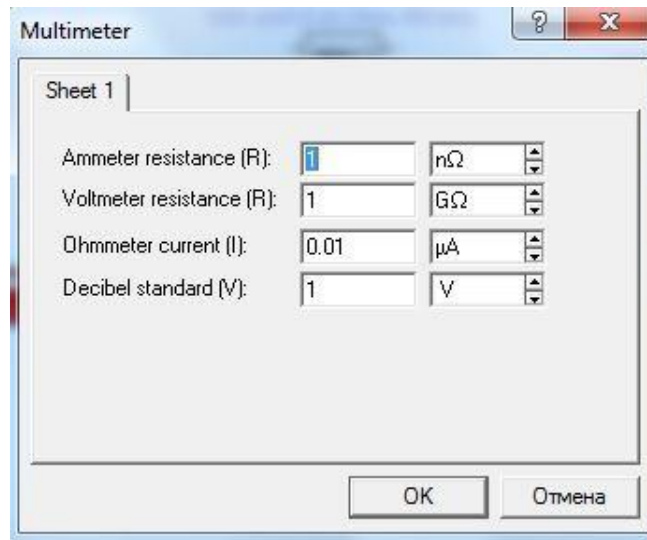 Multimeter
Sheet 1
Ammeter resistance (R): 1 nΩ
Voltmeter resistance (R): 1 GΩ
Ohmmeter current (I): 0.01 µA
Decibel standard (V): 1 V
OK Отмена